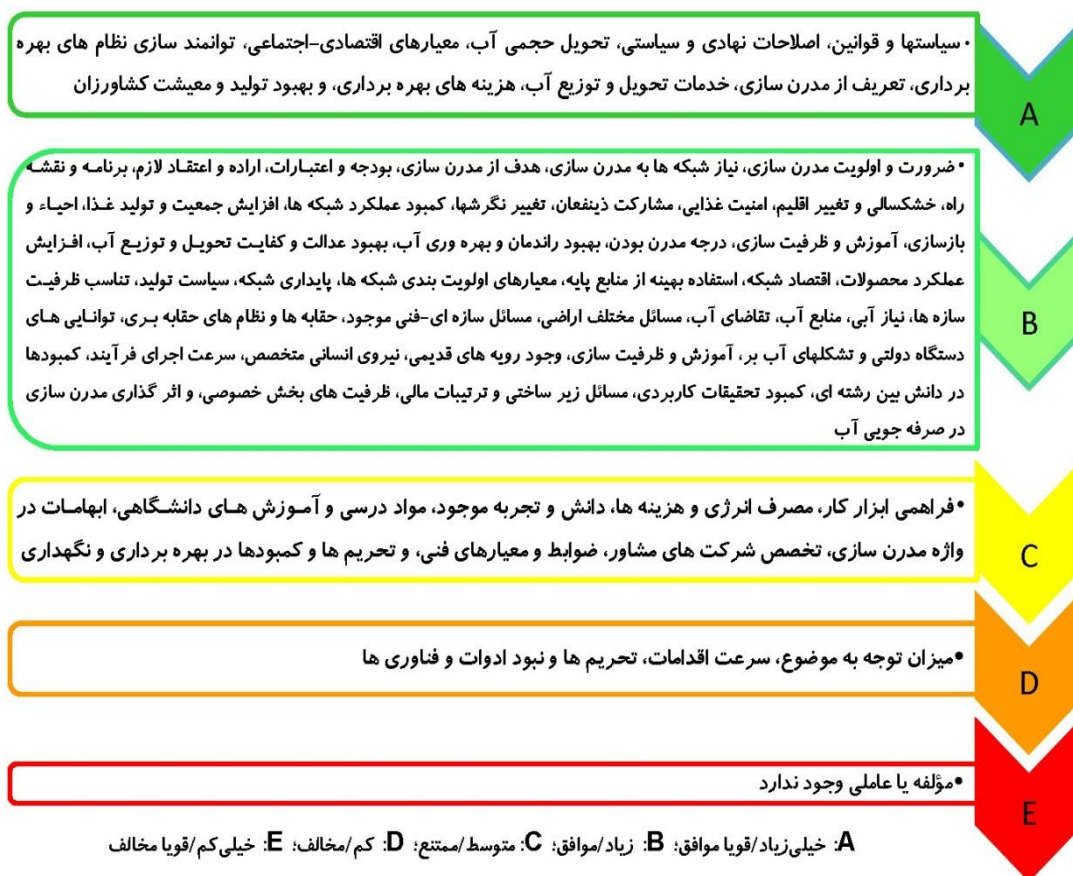 • سیاستها و قوانین، اصلاحات نهادی و سیاستی، تحویل حجمی آب، معیارهای اقتصادی-اجتماعی، توانمند سازی نظام های بهره
برداری، تعریف از مدرن سازی، خدمات تحویل و توزیع آب، هزینه های بهره برداری، و بهبود تولید و معیشت کشاورزان
A
• ضرورت و اولویت مدرن سازی، نیاز شبکه ها به مدرن سازی، هدف از مدرن سازی، بودجه و اعتبارات، اراده و اعتقاد لازم، برنامه و نقشه
راه، خشکسالی و تغییر اقلیم، امنیت غذایی، مشارکت ذینفعان، تغییر نگرشها، کمبود عملکرد شبکه ها، افزایش جمعیت و تولید غذا، احیاء و
بازسازی، آموزش و ظرفیت سازی، درجه مدرن بودن، بهبود راندمان و بهره وری آب، بهبود عدالت و کفایت تحویل و توزیع آب، افزایش
عملکرد محصولات، اقتصاد شبکه، استفاده بهینه از منابع پایه، معیارهای اولویت بندی شبکه ها، پایداری شبکه، سیاست تولید، تناسب ظرفیت
سازه ها، نیاز آبی، منابع آب، تقاضای آب، مسائل مختلف اراضی، مسائل سازه ای-فنی موجود، حقابه ها و نظام های حقابه بری، توانایی های
دستگاه دولتی و تشکلهای آب بر، آموزش و ظرفیت سازی، وجود رویه های قدیمی، نیروی انسانی متخصص، سرعت اجرای فرآیند، کمبودها
در دانش بین رشته ای، کمبود تحقیقات کاربردی، مسائل زیر ساختی و ترتیبات مالی، ظرفیت های بخش خصوصی، و اثر گذاری مدرن سازی
در صرفه جویی آب
B
• فراهمی ابزار کار، مصرف انرژی و هزینه ها، دانش و تجربه موجود، مواد درسی و آموزش های دانشگاهی، ابهامات در
واژه مدرن سازی، تخصص شرکت های مشاور، ضوابط و معیارهای فنی، و تحریم ها و کمبودها در بهره برداری و نگهداری
C
• میزان توجه به موضوع، سرعت اقدامات، تحریم ها و نبود ادوات و فناوری ها
D
• مؤلفه یا عاملی وجود ندارد
E
A: خیلی‌زیاد/قویا موافق؛ B: زیاد/موافق؛ C: متوسط/ممتنع؛ D: کم/مخالف؛ E: خیلی‌کم/قویا مخالف